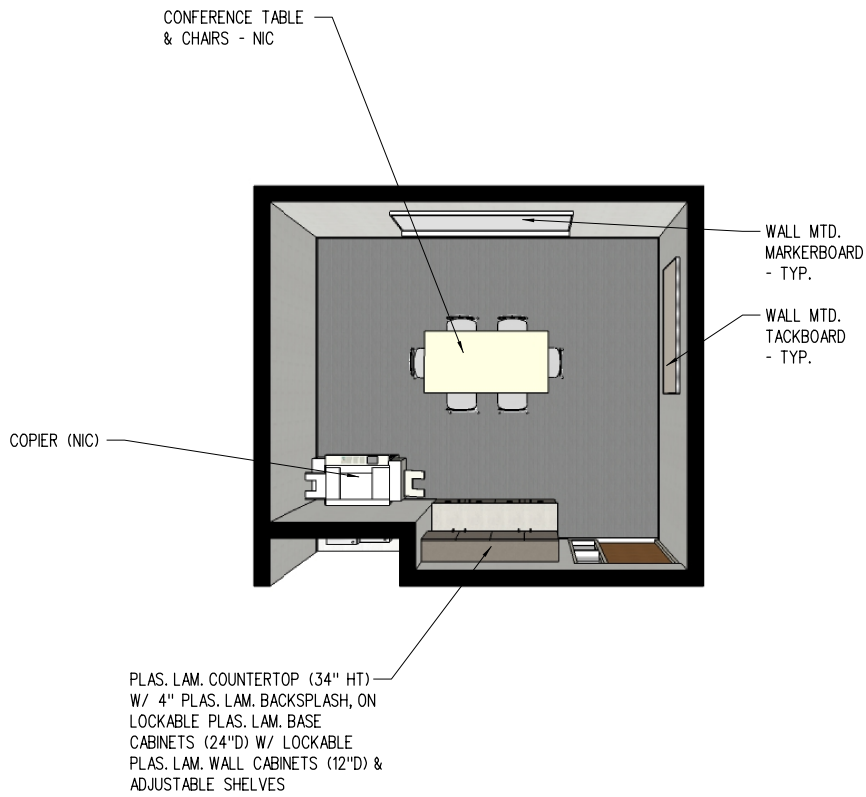 CONFERENCE TABLE
& CHAIRS - NIC
WALL MTD.
MARKERBOARD
- TYP.
WALL MTD.
TACKBOARD
- TYP.
COPIER (NIC)
PLAS. LAM. COUNTERTOP (34" HT)
W/ 4" PLAS. LAM. BACKSPLASH, ON
LOCKABLE PLAS. LAM. BASE
CABINETS (24"D) W/ LOCKABLE
PLAS. LAM. WALL CABINETS (12"D) &
ADJUSTABLE SHELVES